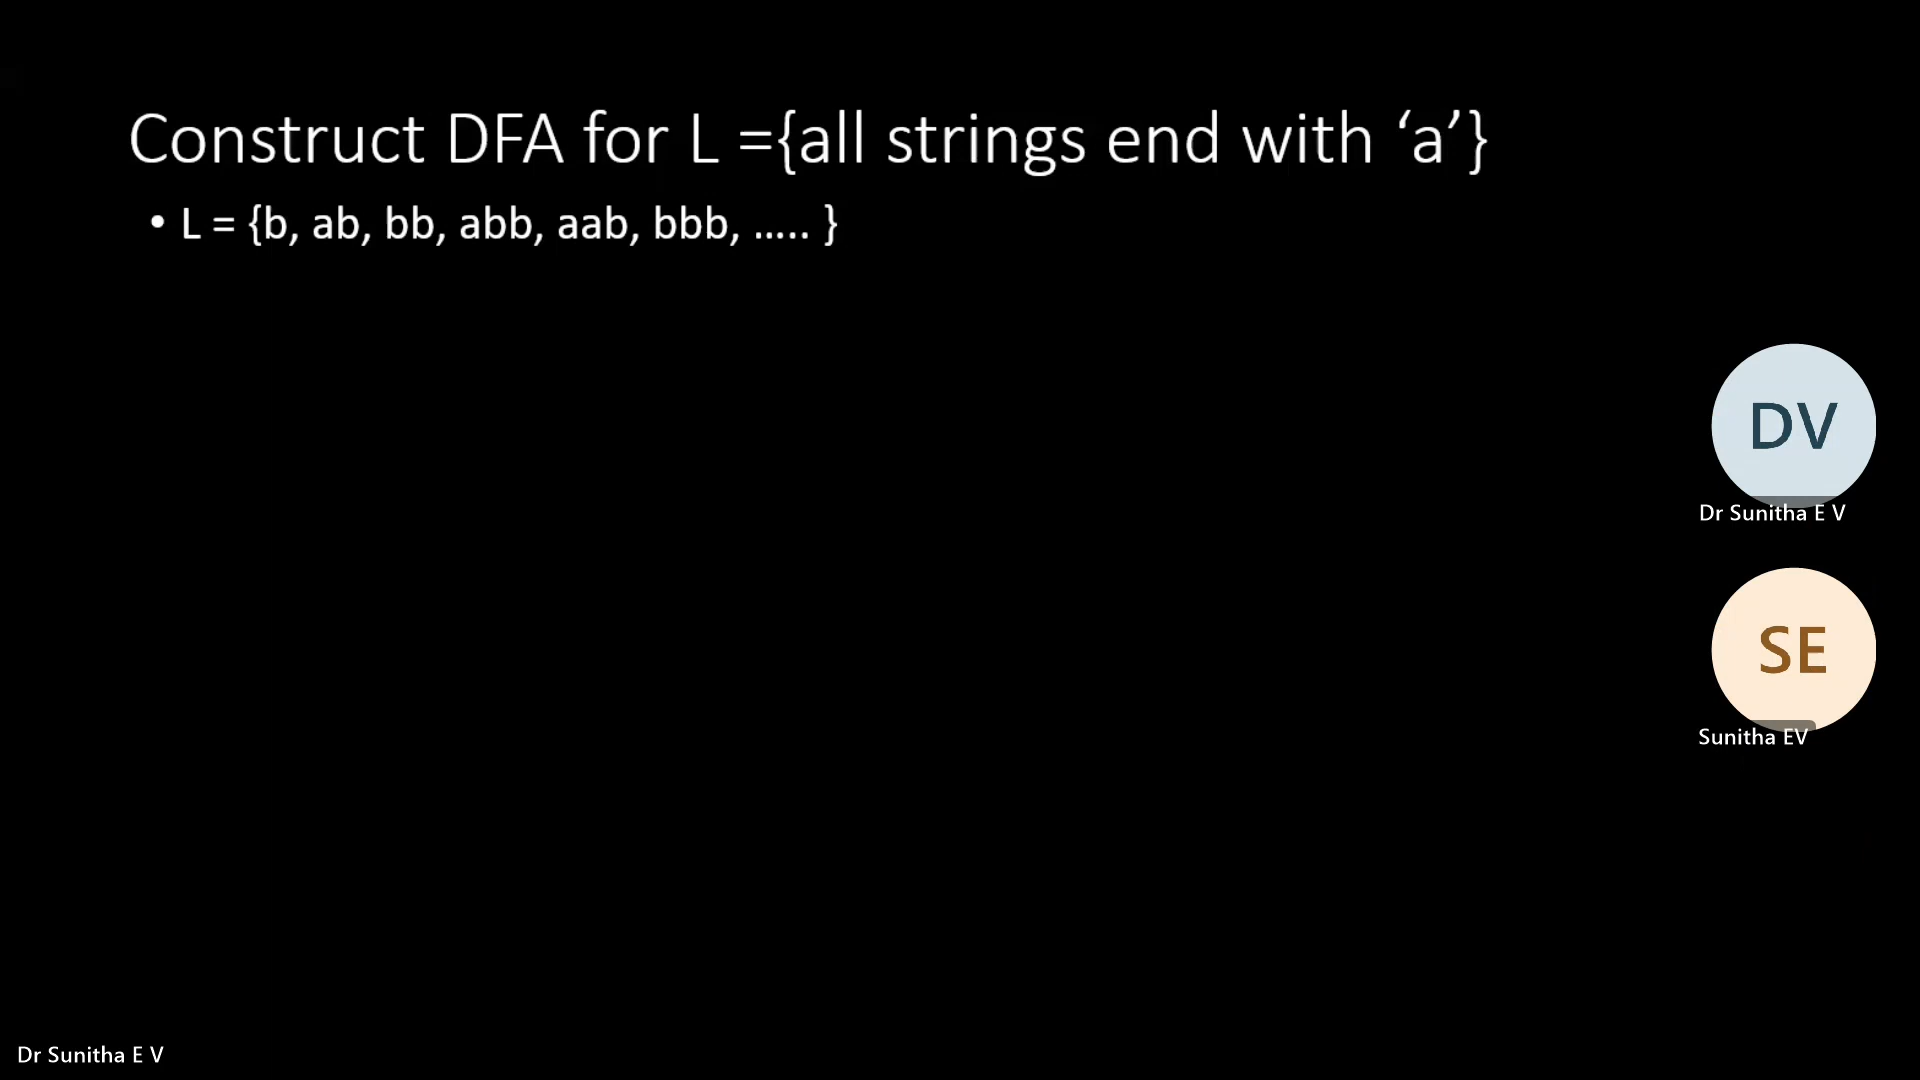 Construct DFA for L ={all strings end with ‘a’}
• L = {b, ab, bb, abb, aab, bbb, ….. }
DV
Dr Sunitha E V
SE
Sunitha EV
Dr Sunitha E V